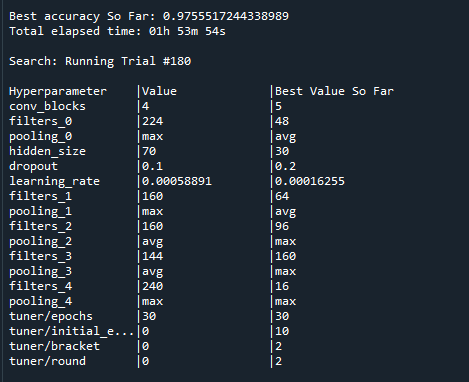 Best accuracy So Far: 0.9755517244338989
Total elapsed time: 01h 53m 54s
Search: Running Trial #180
Hyperparameter    |Value             |Best Value So Far
conv_blocks       |4                 |5
filters_0         |224               |48
pooling_0         |max               |avg
hidden_size       |70                |30
dropout           |0.1               |0.2
learning_rate     |0.00058891        |0.00016255
filters_1         |160               |64
pooling_1         |max               |avg
filters_2         |160               |96
pooling_2         |avg               |max
filters_3         |144               |160
pooling_3         |avg               |max
filters_4         |240               |16
pooling_4         |max               |max
tuner/epochs      |30                |30
tuner/initial_e...|0                 |10
tuner/bracket     |0                 |2
tuner/round       |0                 |2